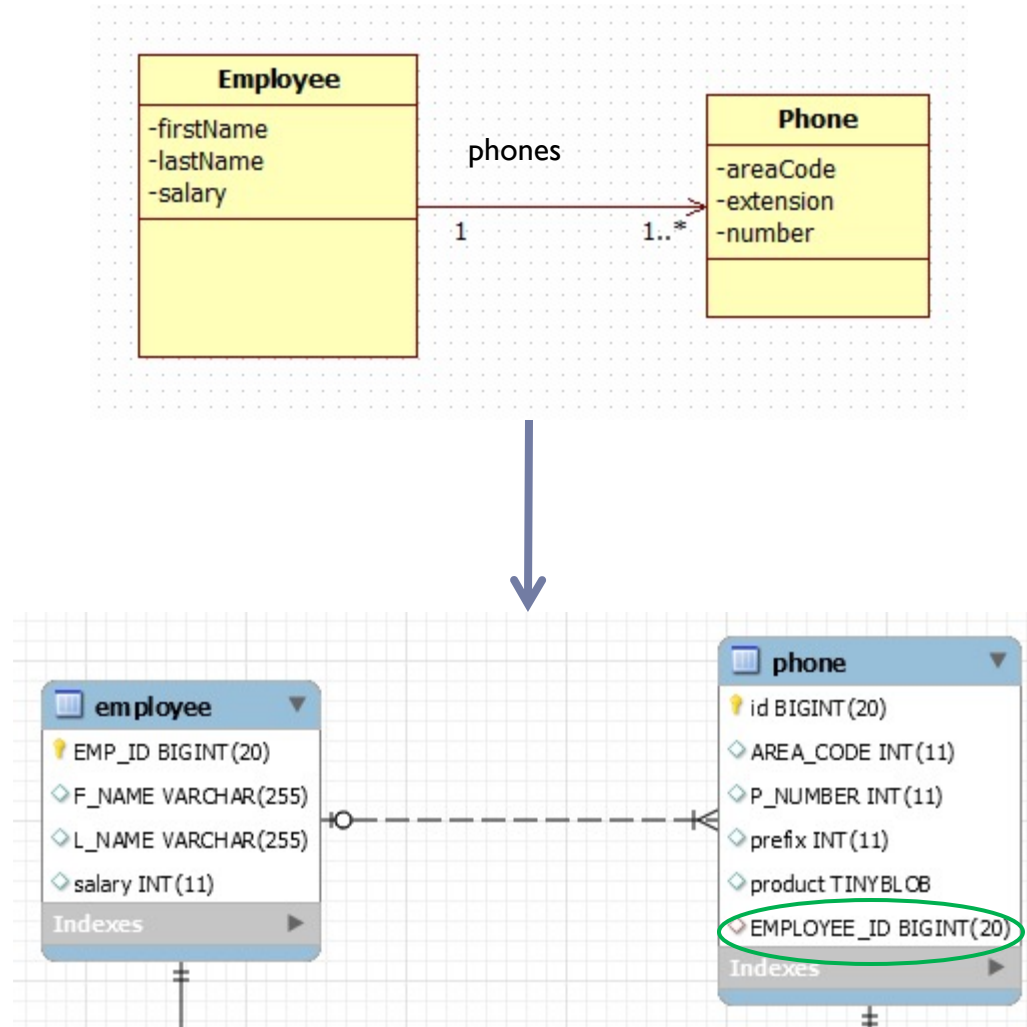 Employee
-firstName
-lastName
-salary
phones
1
1..*
Phone
-areaCode
-extension
-number
employee
EMP_ID BIGINT(20)
F_NAME VARCHAR(255)
L_NAME VARCHAR(255)
salary INT(11)
Indexes
phone
id BIGINT(20)
AREA_CODE INT(11)
P_NUMBER INT(11)
prefix INT(11)
product TINYBLOB
EMPLOYEE_ID BIGINT(20)
Indexes